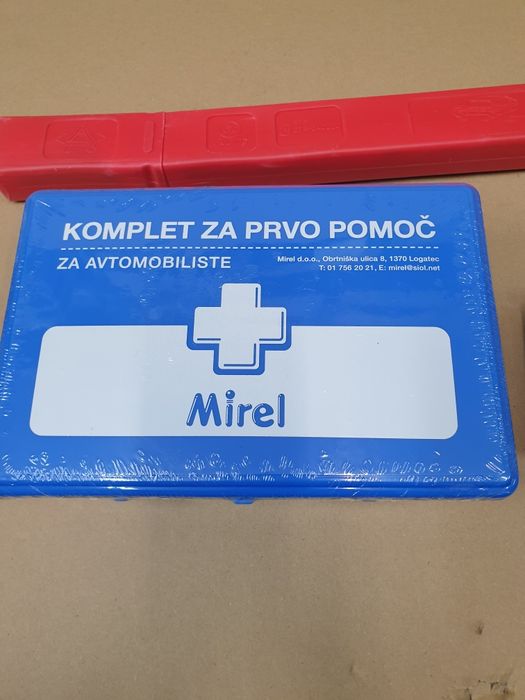 KOMPLET ZA PRVO POMOČ
ZA AVTOMOBILISTE
Mirel d.o.o., Obrtniška ulica 8, 1370 Logatec
T: 01 756 20 21, E: mirel@siol.net
Mirel